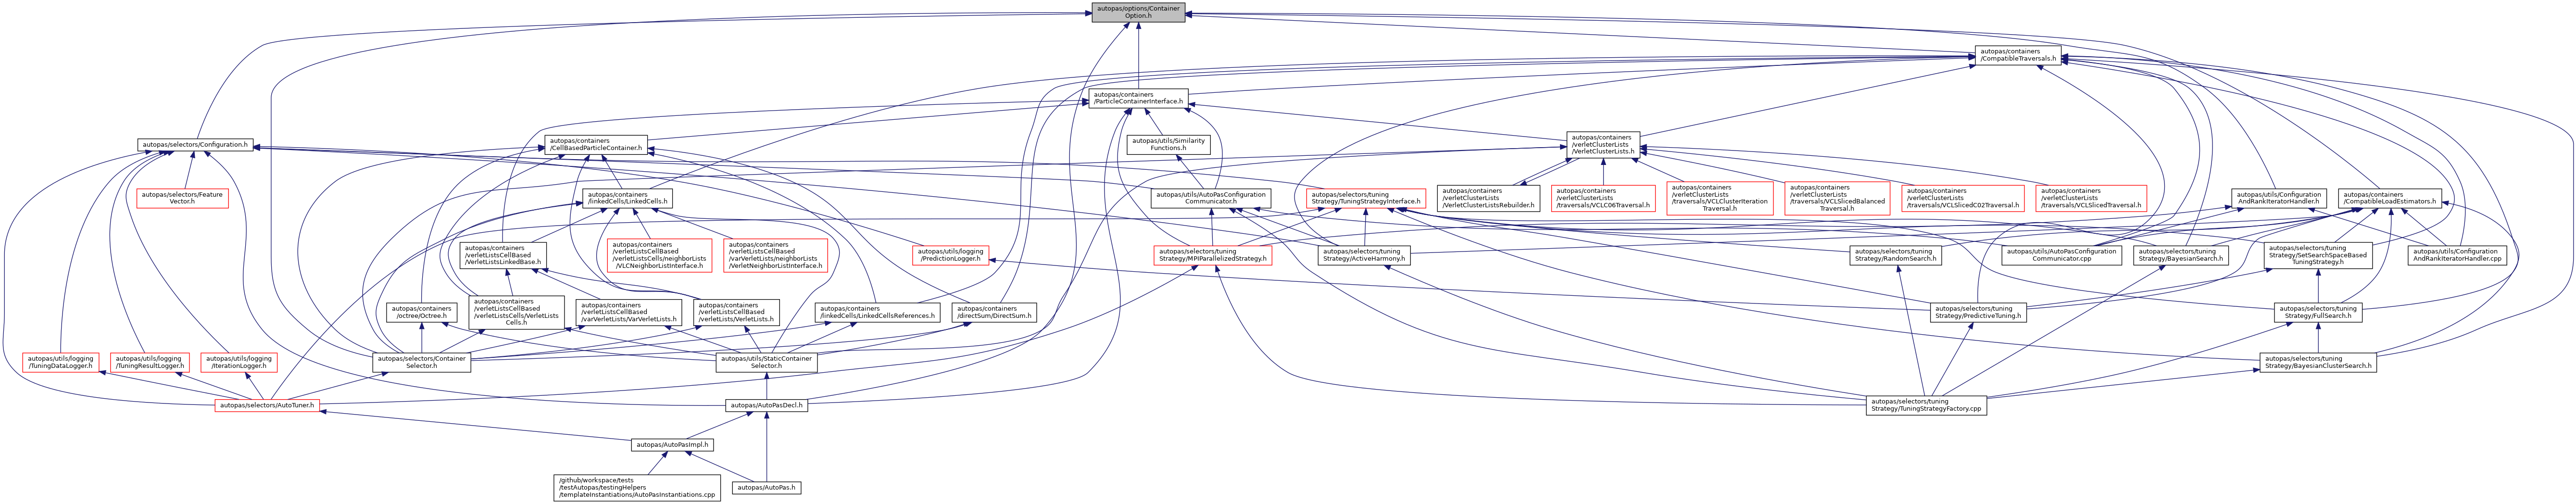 autopas/options/Container
Option.h
autopas/containers
/CompatibleTraversals.h
autopas/containers
/ParticleContainerInterface.h
autopas/selectors/Configuration.h
autopas/containers
/CellBasedParticleContainer.h
autopas/utils/Similarity
Functions.h
autopas/containers
/verletClusterLists
/VerletClusterLists.h
autopas/selectors/Feature
Vector.h
autopas/containers
/linkedCells/LinkedCells.h
autopas/utils/AutoPasConfiguration
Communicator.h
autopas/selectors/tuning
Strategy/TuningStrategyInterface.h
autopas/containers
/verletClusterLists
/VerletClusterListsRebuilder.h
autopas/containers
/verletClusterLists
/traversals/VCLC06Traversal.h
autopas/containers
/verletClusterLists
/traversals/VCLClusterIteration
Traversal.h
autopas/containers
/verletClusterLists
/traversals/VCLSlicedBalanced
Traversal.h
autopas/containers
/verletClusterLists
/traversals/VCLSlicedC02Traversal.h
autopas/containers
/verletClusterLists
/traversals/VCLSlicedTraversal.h
autopas/utils/Configuration
AndRankIteratorHandler.h
autopas/containers
/CompatibleLoadEstimators.h
autopas/containers
/verletListsCellBased
/VerletListsLinkedBase.h
autopas/containers
/verletListsCellBased
/verletListsCells/neighborLists
/VLCNeighborListInterface.h
autopas/containers
/verletListsCellBased
/varVerletLists/neighborLists
/VerletNeighborListInterface.h
autopas/utils/logging
/PredictionLogger.h
autopas/selectors/tuning
Strategy/MPIParallelizedStrategy.h
autopas/selectors/tuning
Strategy/ActiveHarmony.h
autopas/selectors/tuning
Strategy/RandomSearch.h
autopas/utils/AutoPasConfiguration
Communicator.cpp
autopas/selectors/tuning
Strategy/BayesianSearch.h
autopas/selectors/tuning
Strategy/SetSearchSpaceBased
TuningStrategy.h
autopas/utils/Configuration
AndRankIteratorHandler.cpp
autopas/containers
/octree/Octree.h
autopas/containers
/verletListsCellBased
/verletListsCells/VerletLists
Cells.h
autopas/containers
/verletListsCellBased
/varVerletLists/VarVerletLists.h
autopas/containers
/verletListsCellBased
/verletLists/VerletLists.h
autopas/containers
/linkedCells/LinkedCellsReferences.h
autopas/containers
/directSum/DirectSum.h
autopas/selectors/tuning
Strategy/PredictiveTuning.h
autopas/selectors/tuning
Strategy/FullSearch.h
autopas/utils/logging
/TuningDataLogger.h
autopas/utils/logging
/TuningResultLogger.h
autopas/utils/logging
/IterationLogger.h
autopas/selectors/Container
Selector.h
autopas/utils/StaticContainer
Selector.h
autopas/selectors/tuning
Strategy/BayesianClusterSearch.h
autopas/selectors/AutoTuner.h
autopas/AutoPasDecl.h
autopas/selectors/tuning
Strategy/TuningStrategyFactory.cpp
autopas/AutoPasImpl.h
/github/workspace/tests
/testAutopas/testingHelpers
/templateInstantiations/AutoPasInstantiations.cpp
autopas/AutoPas.h